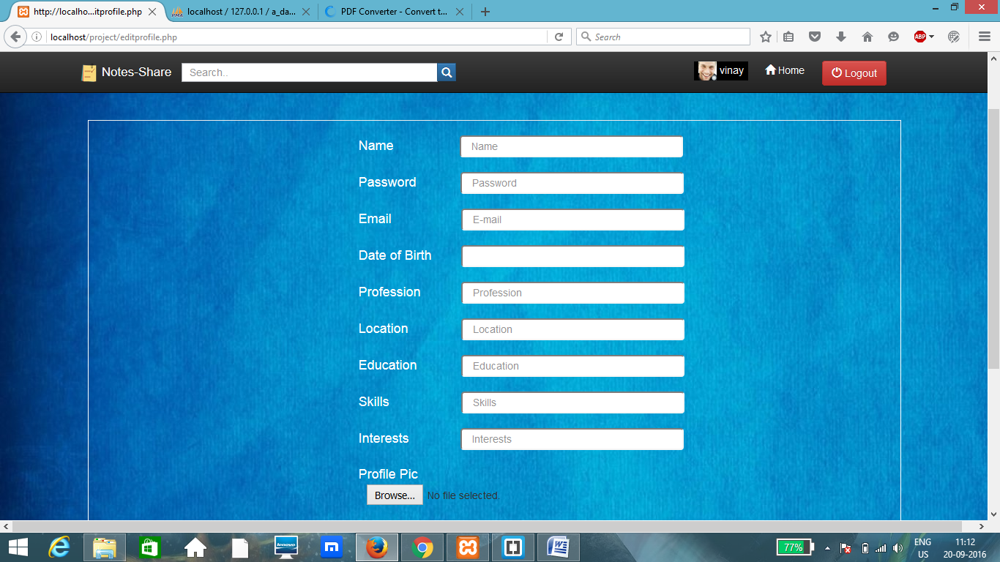 http://localho...itprofile.php
localhost / 127.0.0.1 / a_da...
PDF Converter - Convert t...
localhost/project/editprofile.php
Search
ABP
Notes-Share
Search..
vinay
Home
Logout
Name
Name
Password
Password
Email
E-mail
Date of Birth
Profession
Profession
Location
Location
Education
Education
Skills
Skills
Interests
Interests
Profile Pic
Browse...
No file selected.
lenovo
77%
ENG
US
11:12
20-09-2016